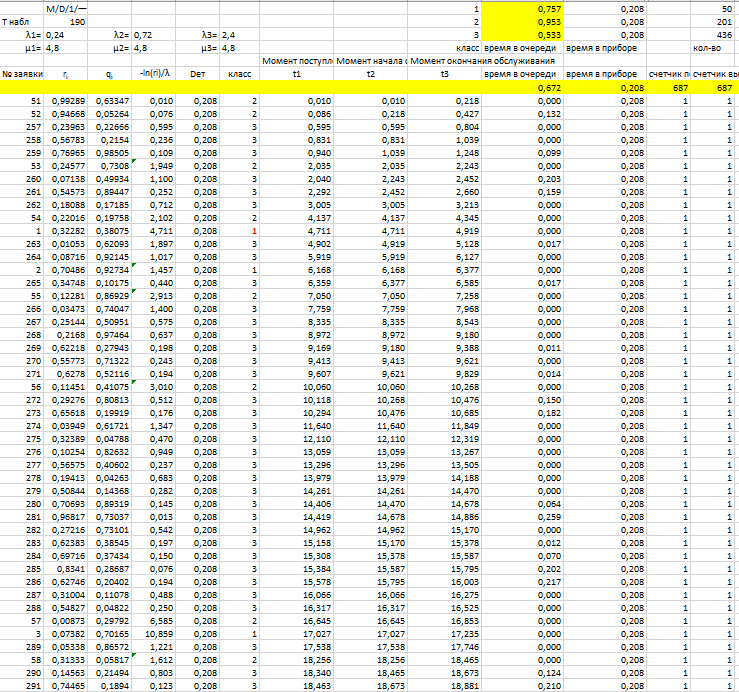 M/D/1/— 1 0,757 0,208 50
Т набл 190 2 0,953 0,208 201
λ1= 0,24 λ2= 0,72 λ3= 2,4 3 0,533 0,208 436
μ1= 4,8 μ2= 4,8 μ3= 4,8 класс время в очереди время в приборе кол-во
Момент поступл Момент начала о Момент окончания обслуживания
№ заявки ri qi -ln(ri)/λ Dет класс t1 t2 t3 время в очереди время в приборе счетчик п счетчик вы
0,672 0,208 687 687
51 0,99289 0,63347 0,010 0,208 2 0,010 0,010 0,218 0,000 0,208 1 1
52 0,94668 0,05264 0,076 0,208 2 0,086 0,218 0,427 0,132 0,208 1 1
257 0,23963 0,22666 0,595 0,208 3 0,595 0,595 0,804 0,000 0,208 1 1
258 0,56783 0,2154 0,236 0,208 3 0,831 0,831 1,039 0,000 0,208 1 1
259 0,76965 0,98505 0,109 0,208 3 0,940 1,039 1,248 0,099 0,208 1 1
53 0,24577 0,7308 1,949 0,208 2 2,035 2,035 2,243 0,000 0,208 1 1
260 0,07138 0,49934 1,100 0,208 3 2,040 2,243 2,452 0,203 0,208 1 1
261 0,54573 0,89447 0,252 0,208 3 2,292 2,452 2,660 0,159 0,208 1 1
262 0,18088 0,17185 0,712 0,208 3 3,005 3,005 3,213 0,000 0,208 1 1
54 0,22016 0,19758 2,102 0,208 2 4,137 4,137 4,345 0,000 0,208 1 1
1 0,32282 0,38075 4,711 0,208 1 4,711 4,711 4,919 0,000 0,208 1 1
263 0,01053 0,62093 1,897 0,208 3 4,902 4,919 5,128 0,017 0,208 1 1
264 0,08716 0,92145 1,017 0,208 3 5,919 5,919 6,127 0,000 0,208 1 1
2 0,70486 0,92734 1,457 0,208 1 6,168 6,168 6,377 0,000 0,208 1 1
265 0,34748 0,10175 0,440 0,208 3 6,359 6,377 6,585 0,017 0,208 1 1
55 0,12281 0,86929 2,913 0,208 2 7,050 7,050 7,258 0,000 0,208 1 1
266 0,03473 0,74047 1,400 0,208 3 7,759 7,759 7,968 0,000 0,208 1 1
267 0,25144 0,50951 0,575 0,208 3 8,335 8,335 8,543 0,000 0,208 1 1
268 0,2168 0,97464 0,637 0,208 3 8,972 8,972 9,180 0,000 0,208 1 1
269 0,62218 0,27943 0,198 0,208 3 9,169 9,180 9,388 0,011 0,208 1 1
270 0,55773 0,71322 0,243 0,208 3 9,413 9,413 9,621 0,000 0,208 1 1
271 0,6278 0,52116 0,194 0,208 3 9,607 9,621 9,829 0,014 0,208 1 1
56 0,11451 0,41075 3,010 0,208 2 10,060 10,060 10,268 0,000 0,208 1 1
272 0,29276 0,80813 0,512 0,208 3 10,118 10,268 10,476 0,150 0,208 1 1
273 0,65618 0,19919 0,176 0,208 3 10,294 10,476 10,685 0,182 0,208 1 1
274 0,03949 0,61721 1,347 0,208 3 11,640 11,640 11,849 0,000 0,208 1 1
275 0,32389 0,04788 0,470 0,208 3 12,110 12,110 12,319 0,000 0,208 1 1
276 0,10254 0,82632 0,949 0,208 3 13,059 13,059 13,267 0,000 0,208 1 1
277 0,56575 0,40602 0,237 0,208 3 13,296 13,296 13,505 0,000 0,208 1 1
278 0,19413 0,04263 0,683 0,208 3 13,979 13,979 14,188 0,000 0,208 1 1
279 0,50844 0,14368 0,282 0,208 3 14,261 14,261 14,470 0,000 0,208 1 1
280 0,70693 0,89319 0,145 0,208 3 14,406 14,470 14,678 0,064 0,208 1 1
281 0,96817 0,73037 0,013 0,208 3 14,419 14,678 14,886 0,259 0,208 1 1
282 0,27216 0,73101 0,542 0,208 3 14,962 14,962 15,170 0,000 0,208 1 1
283 0,62383 0,38545 0,197 0,208 3 15,158 15,170 15,378 0,012 0,208 1 1
284 0,69716 0,37434 0,150 0,208 3 15,308 15,378 15,587 0,070 0,208 1 1
285 0,8341 0,28687 0,076 0,208 3 15,384 15,587 15,795 0,202 0,208 1 1
286 0,62746 0,20402 0,194 0,208 3 15,578 15,795 16,003 0,217 0,208 1 1
287 0,31004 0,11078 0,488 0,208 3 16,066 16,066 16,275 0,000 0,208 1 1
288 0,54827 0,04822 0,250 0,208 3 16,317 16,317 16,525 0,000 0,208 1 1
57 0,00873 0,29792 6,585 0,208 2 16,645 16,645 16,853 0,000 0,208 1 1
3 0,07382 0,70165 10,859 0,208 1 17,027 17,027 17,235 0,000 0,208 1 1
289 0,05338 0,86572 1,221 0,208 3 17,538 17,538 17,746 0,000 0,208 1 1
58 0,31333 0,05817 1,612 0,208 2 18,256 18,256 18,465 0,000 0,208 1 1
290 0,14563 0,21494 0,803 0,208 3 18,340 18,465 18,673 0,124 0,208 1 1
291 0,74465 0,1894 0,123 0,208 3 18,463 18,673 18,881 0,210 0,208 1 1